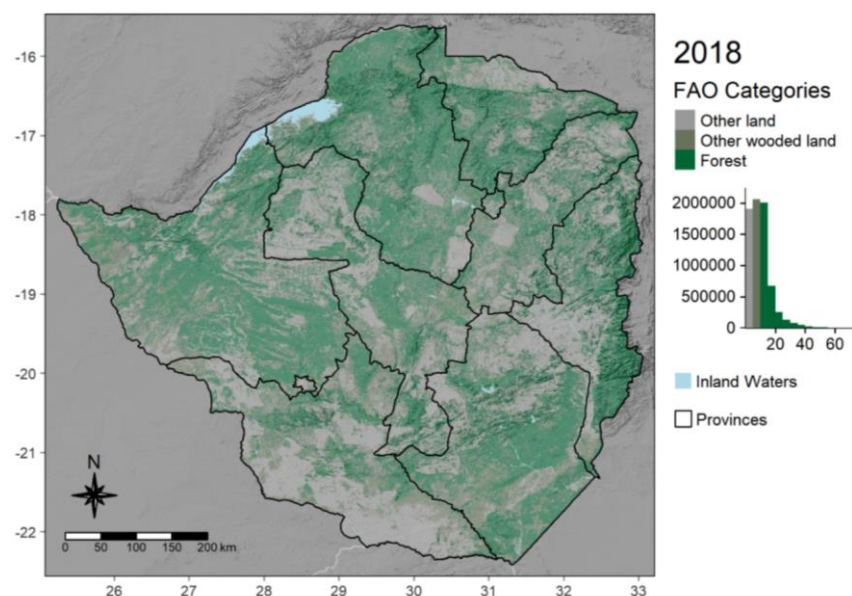 2018
FAO Categories
Other land
Other wooded land
Forest
2000000
1500000
1000000
500000
0
20 40 60
Inland Waters
Provinces
-16
-17
-18
-19
-20
-21
-22
N
0 50 100 150 200 km
26 27 28 29 30 31 32 33